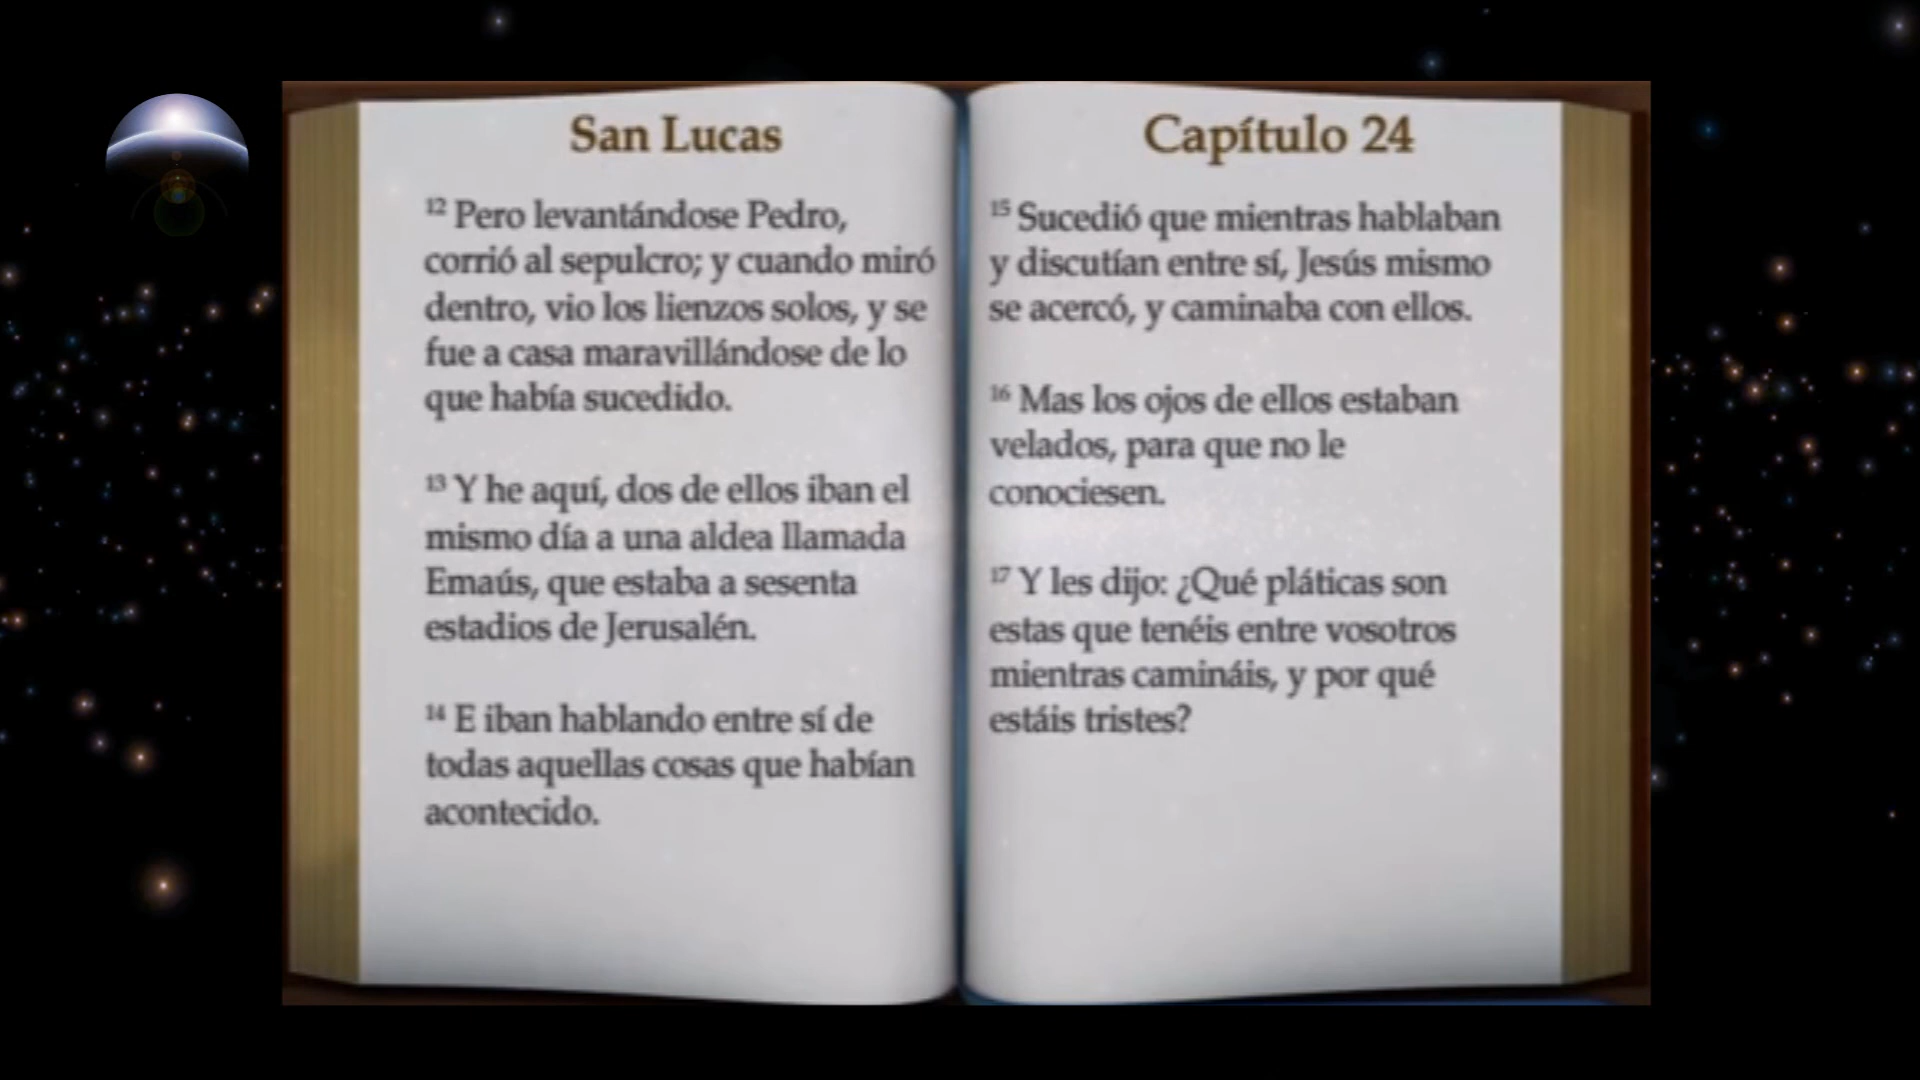 San Lucas
12 Pero levantándose Pedro,
corrió al sepulcro; y cuando miró
dentro, vio los lienzos solos, y se
fue a casa maravillándose de lo
que había sucedido.
13 Y he aquí, dos de ellos iban el
mismo día a una aldea llamada
Emaús, que estaba a sesenta
estadios de Jerusalén.
14 E iban hablando entre sí de
todas aquellas cosas que habían
acontecido.
Capítulo 24
15 Sucedió que mientras hablaban
y discutían entre sí, Jesús mismo
se acercó, y caminaba con ellos.
16 Mas los ojos de ellos estaban
velados, para que no le
conociesen.
17 Y les dijo: ¿Qué pláticas son
estas que tenéis entre vosotros
mientras camináis, y por qué
estáis tristes?